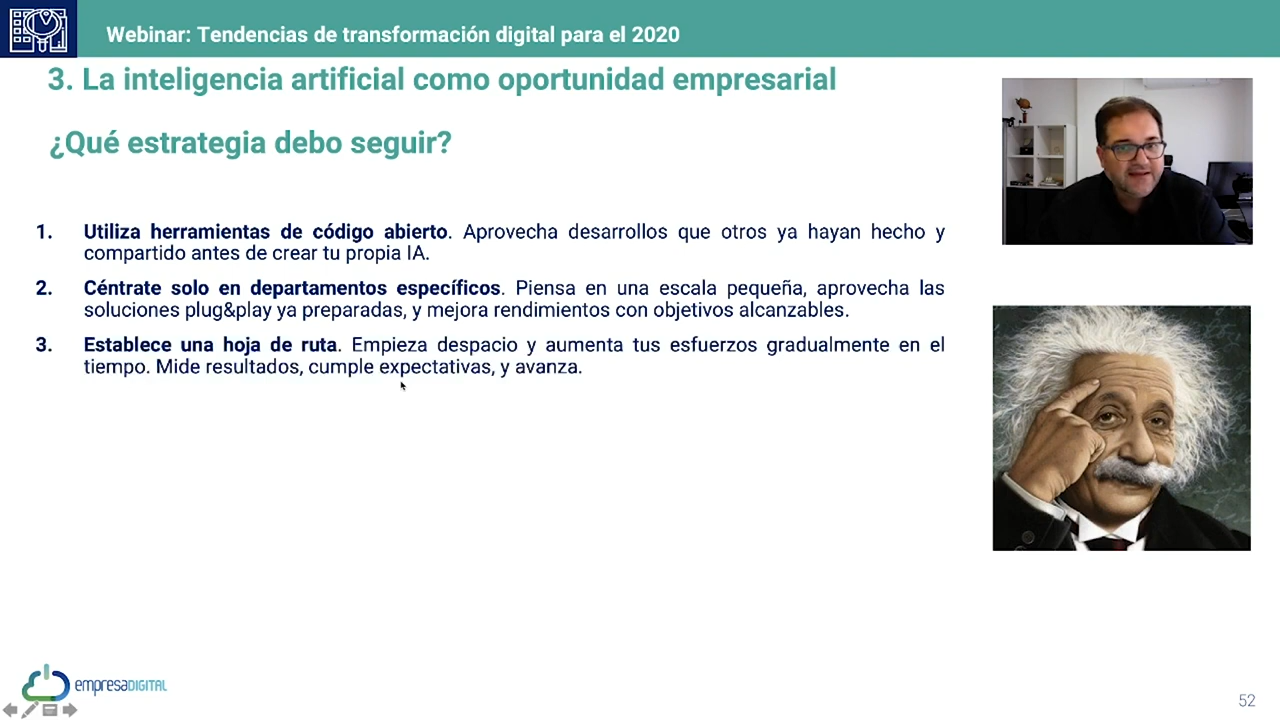 Webinar: Tendencias de transformación digital para el 2020
3. La inteligencia artificial como oportunidad empresarial
¿Qué estrategia debo seguir?
1. Utiliza herramientas de código abierto. Aprovecha desarrollos que otros ya hayan hecho y
compartido antes de crear tu propia IA.
2. Céntrate solo en departamentos específicos. Piensa en una escala pequeña, aprovecha las
soluciones plug&play ya preparadas, y mejora rendimientos con objetivos alcanzables.
3. Establece una hoja de ruta. Empieza despacio y aumenta tus esfuerzos gradualmente en el
tiempo. Mide resultados, cumple expectativas, y avanza.
empresaDIGITAL
52